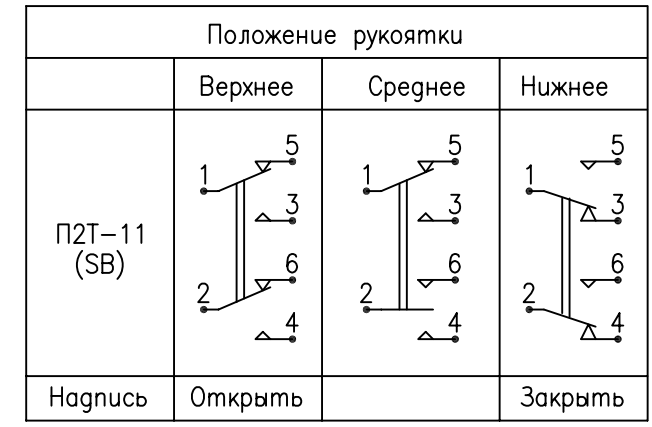 Положение рукоятки
Верхнее Среднее Нижнее
5 5 5
1 1 1
3 3 3
П2Т-11
(SB)
6 6 6
2 2 2
4 4 4
Надпись Открыть Закрыть